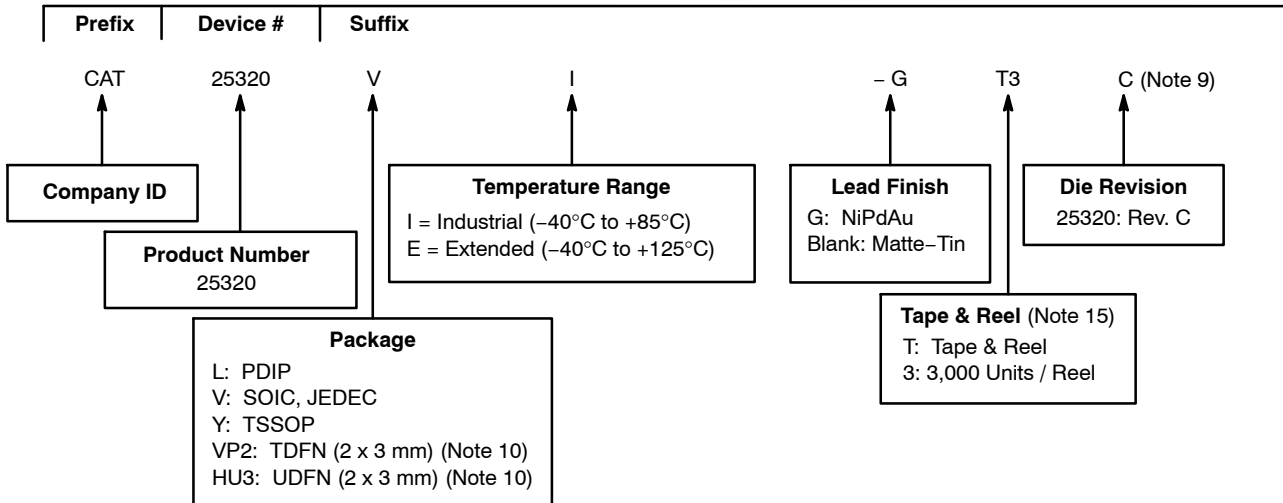 Prefix Device # Suffix
CAT 25320 V I – G T3 C (Note 9)
Company ID
Product Number
25320
Package
L: PDIP
V: SOIC, JEDEC
Y: TSSOP
VP2: TDFN (2 x 3 mm) (Note 10)
HU3: UDFN (2 x 3 mm) (Note 10)
Temperature Range
I = Industrial (−40°C to +85°C)
E = Extended (−40°C to +125°C)
Lead Finish
G: NiPdAu
Blank: Matte−Tin
Tape & Reel (Note 15)
T: Tape & Reel
3: 3,000 Units / Reel
Die Revision
25320: Rev. C